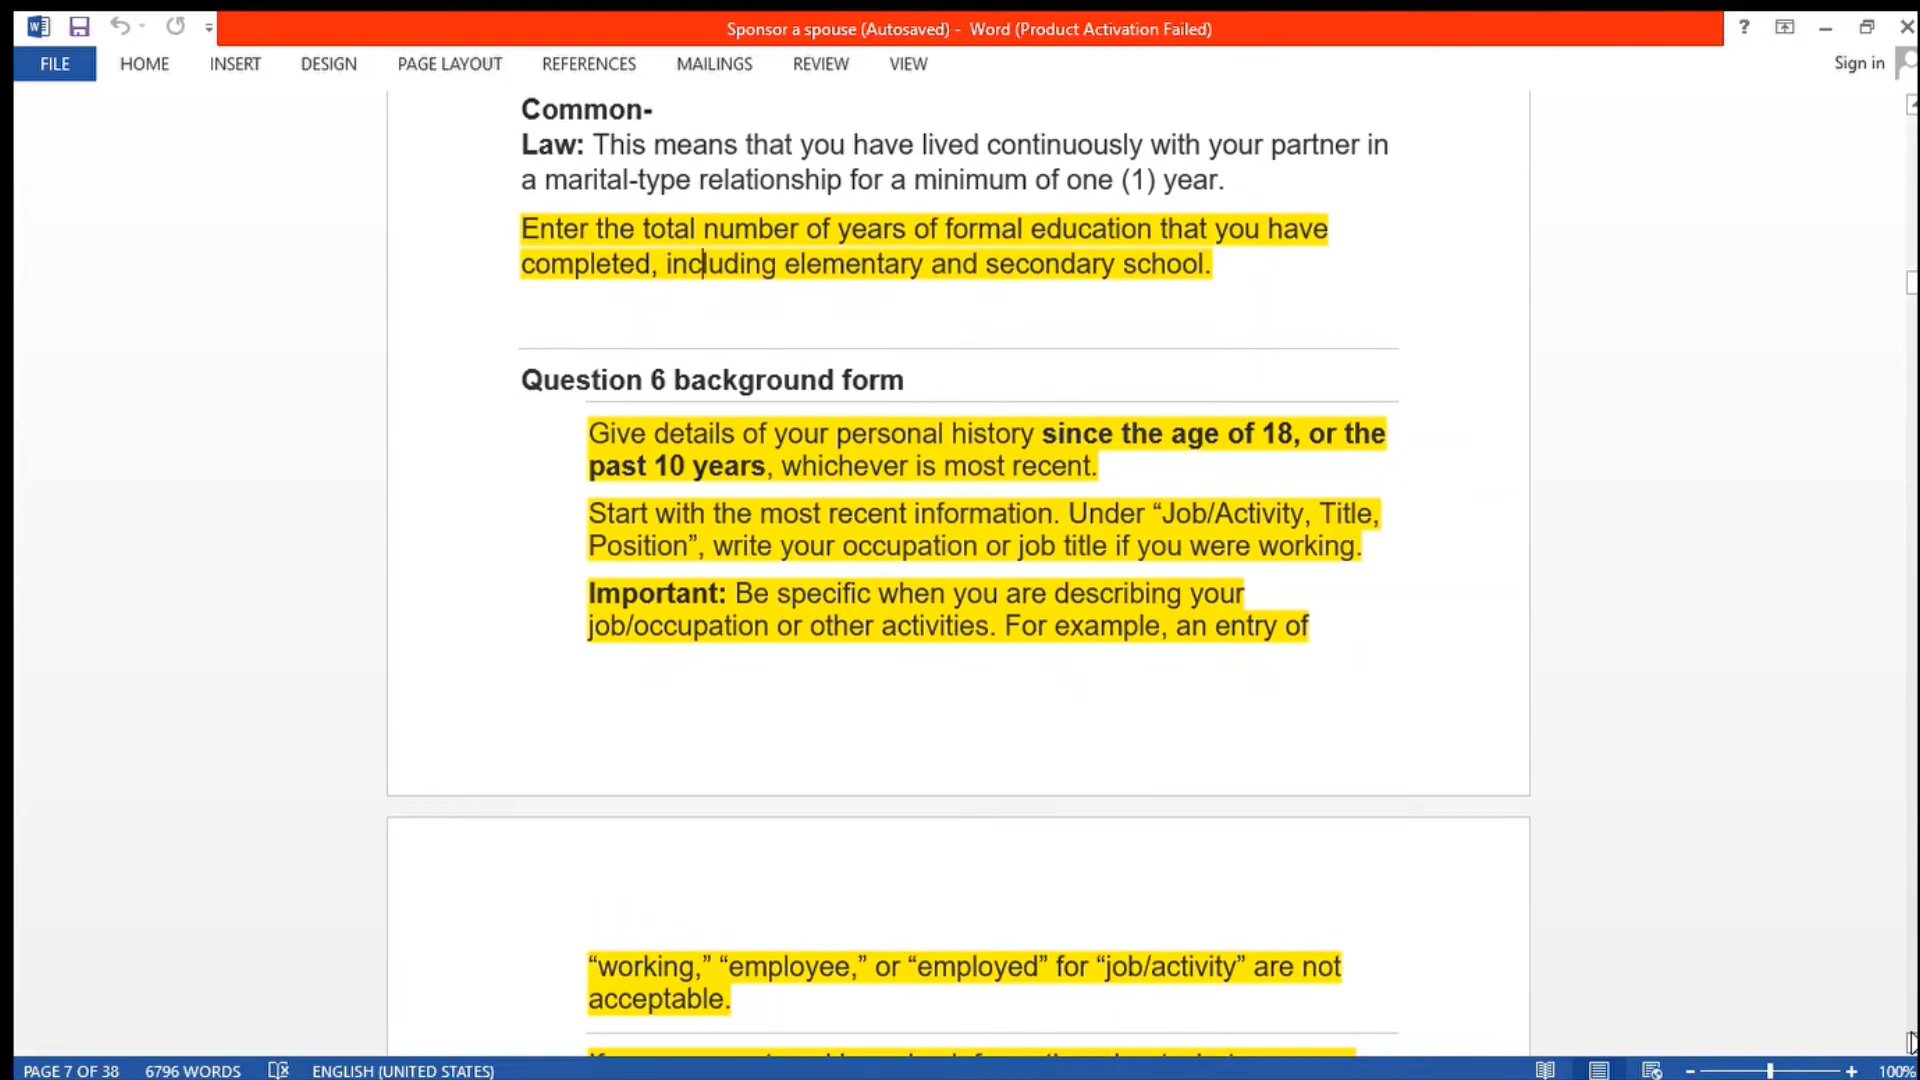 Sponsor a spouse (Autosaved) - Word (Product Activation Failed)
?
FILE HOME INSERT DESIGN PAGE LAYOUT REFERENCES MAILINGS REVIEW VIEW Sign in
Common-
Law: This means that you have lived continuously with your partner in
a marital-type relationship for a minimum of one (1) year.
Enter the total number of years of formal education that you have
completed, including elementary and secondary school.
Question 6 background form
Give details of your personal history since the age of 18, or the
past 10 years, whichever is most recent.
Start with the most recent information. Under “Job/Activity, Title,
Position”, write your occupation or job title if you were working.
Important: Be specific when you are describing your
job/occupation or other activities. For example, an entry of
“working,” “employee,” or “employed” for “job/activity” are not
acceptable.
PAGE 7 OF 38 6796 WORDS ENGLISH (UNITED STATES) 100%